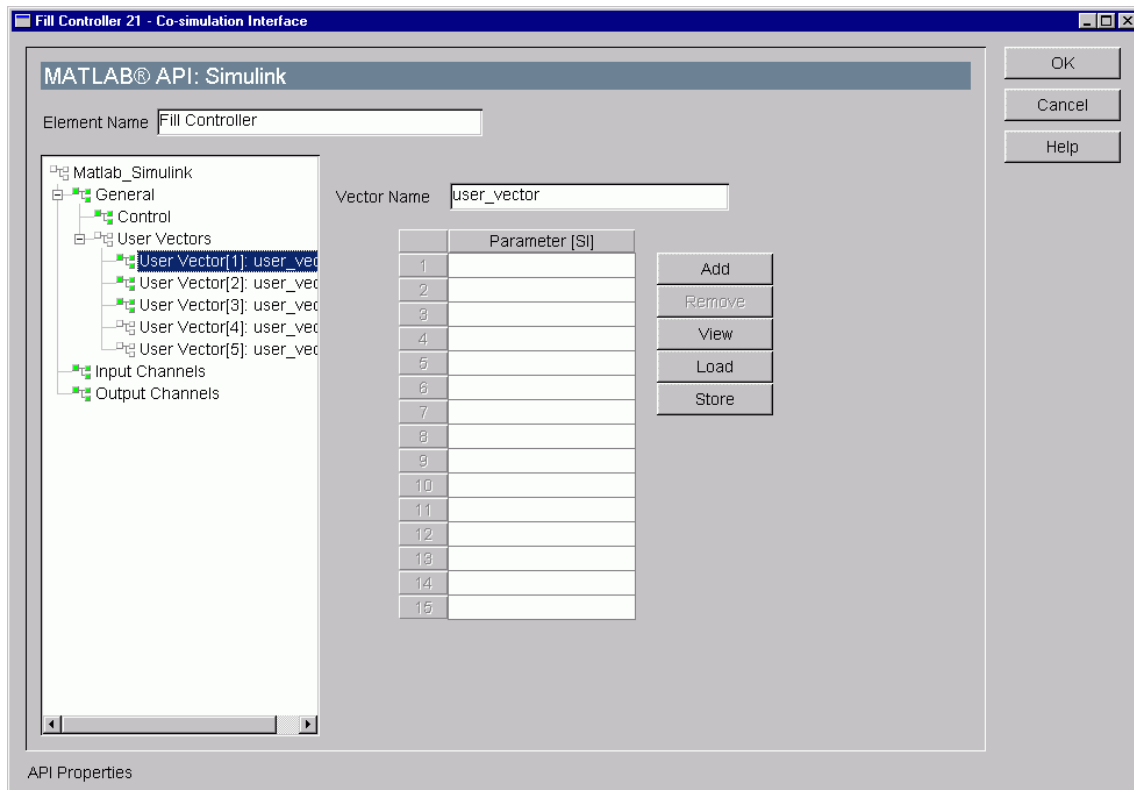 Fill Controller 21 - Co-simulation Interface
MATLAB® API: Simulink
OK
Cancel
Help
Element Name Fill Controller
Matlab_Simulink
General
Control
User Vectors
User Vector[1]: user_vec
User Vector[2]: user_vec
User Vector[3]: user_vec
User Vector[4]: user_vec
User Vector[5]: user_vec
Input Channels
Output Channels
Vector Name user_vector
Parameter [SI]
1
2
3
4
5
6
7
8
9
10
11
12
13
14
15
Add
Remove
View
Load
Store
API Properties